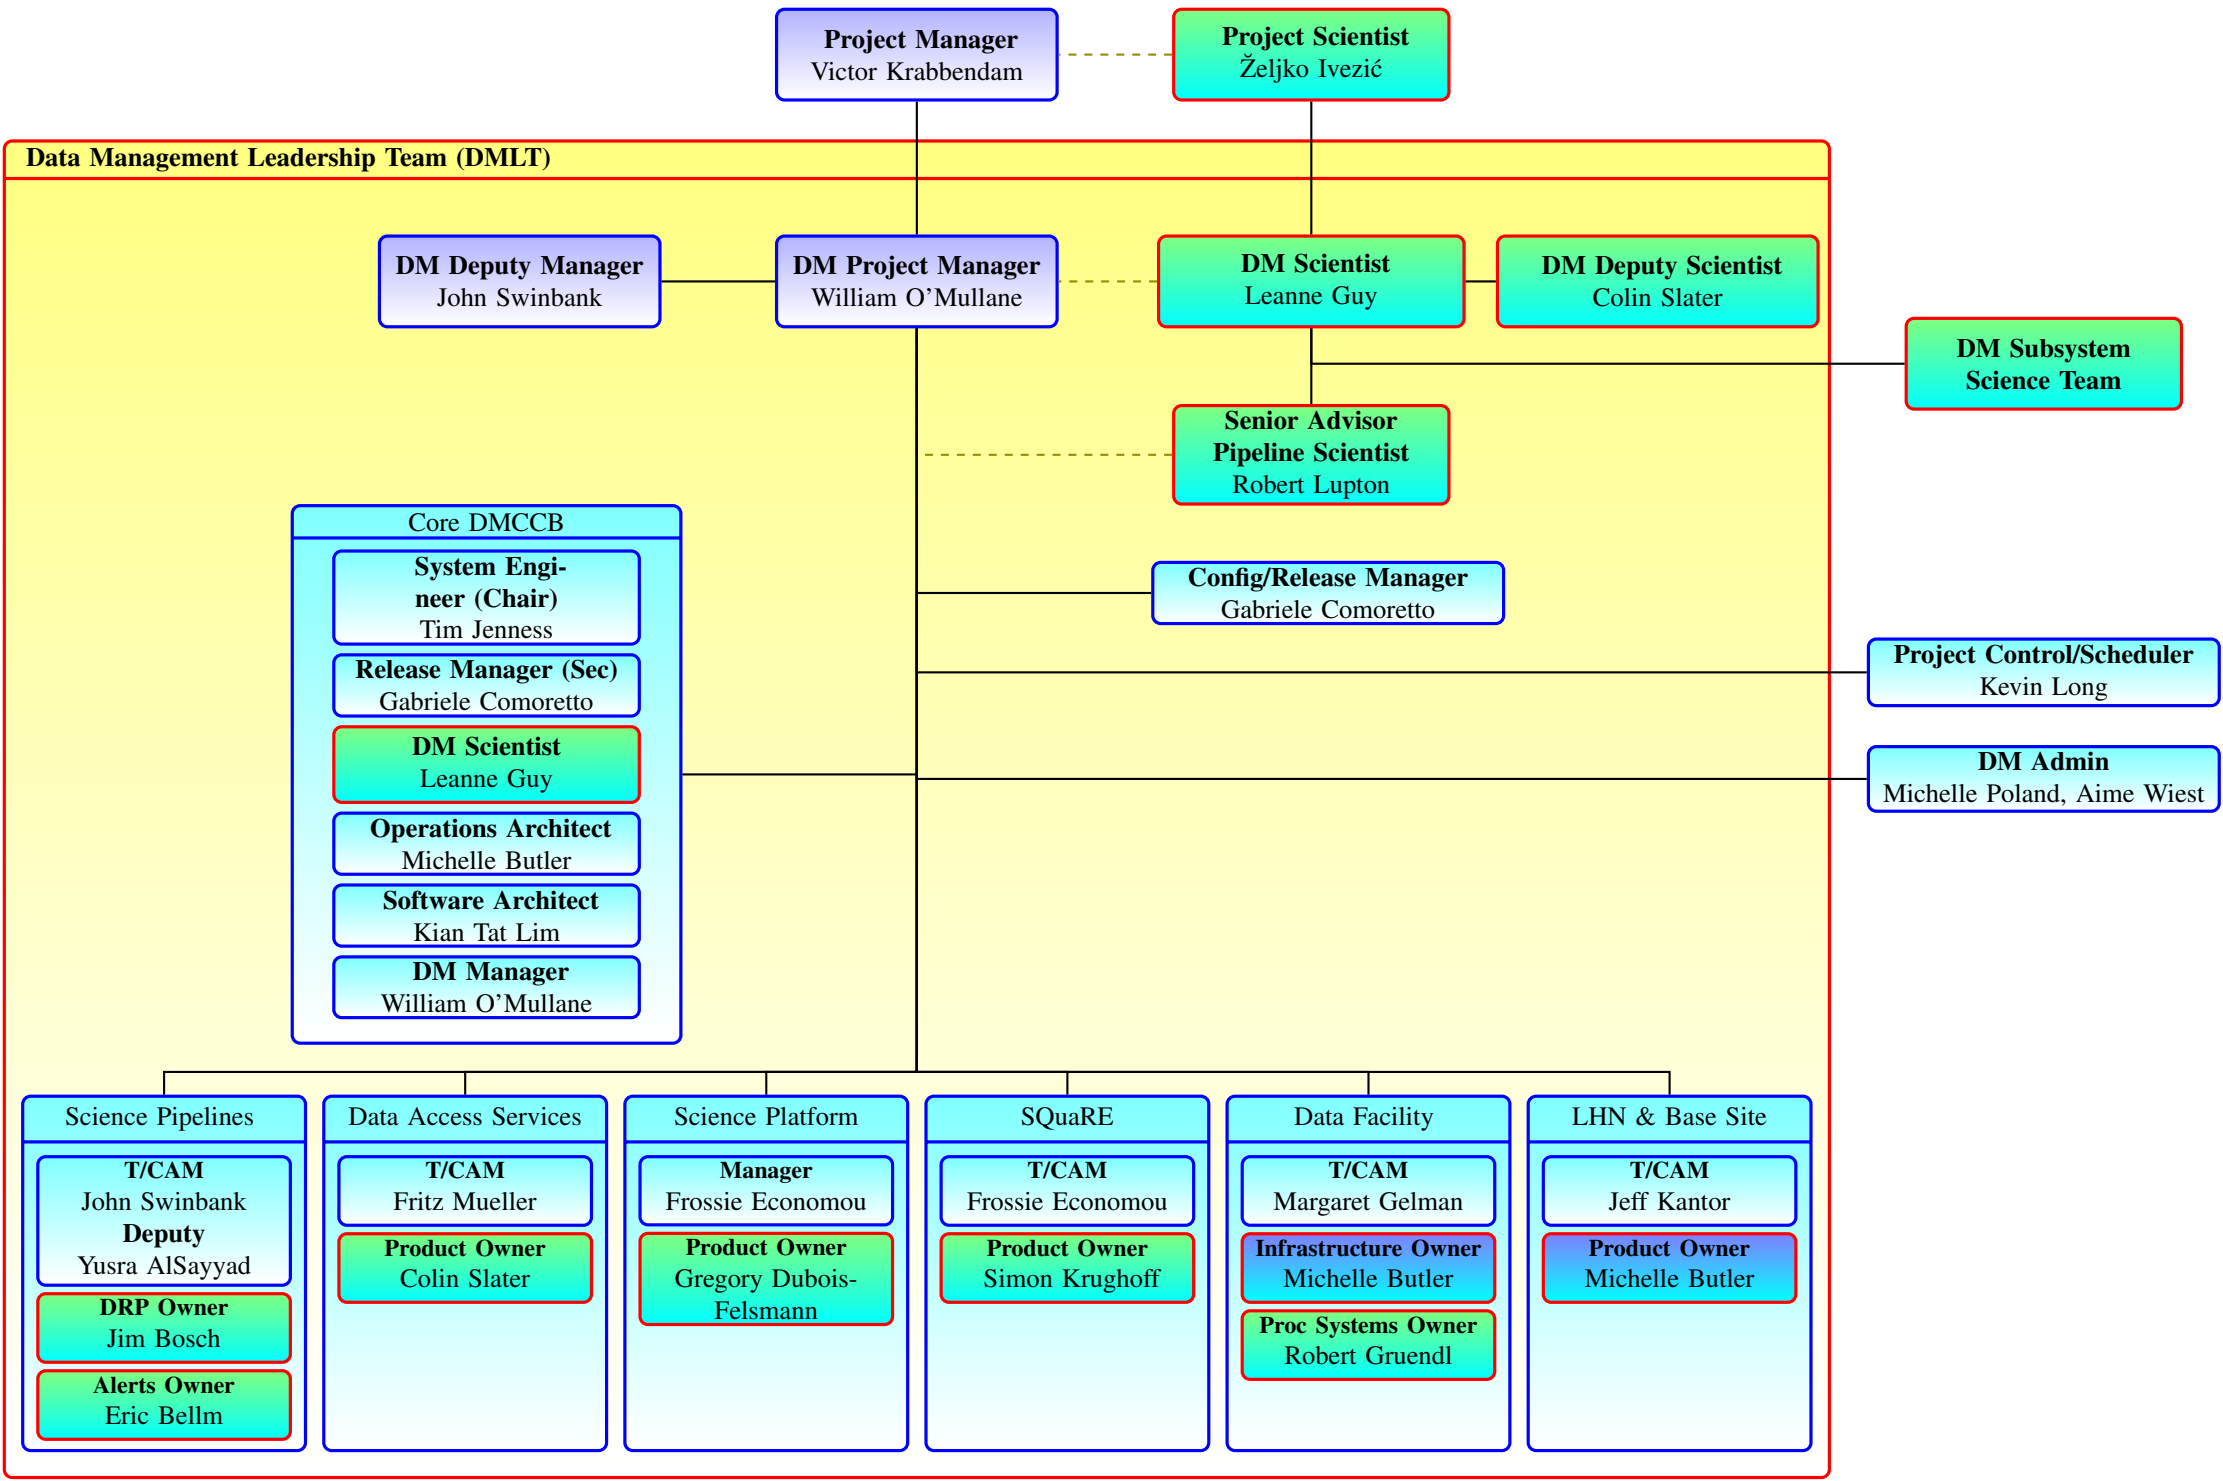 Project Manager
Victor Krabbendam
Project Scientist
Željko Ivezić
Data Management Leadership Team (DMLT)
DM Deputy Manager
John Swinbank
DM Project Manager
William O’Mullane
DM Scientist
Leanne Guy
DM Deputy Scientist
Colin Slater
DM Subsystem
Science Team
Senior Advisor
Pipeline Scientist
Robert Lupton
Core DMCCB
System Engi-
neer (Chair)
Tim Jenness
Release Manager (Sec)
Gabriele Comoretto
DM Scientist
Leanne Guy
Operations Architect
Michelle Butler
Software Architect
Kian Tat Lim
DM Manager
William O’Mullane
Config/Release Manager
Gabriele Comoretto
Project Control/Scheduler
Kevin Long
DM Admin
Michelle Poland, Aime Wiest
Science Pipelines
T/CAM
John Swinbank
Deputy
Yusra AlSayyad
DRP Owner
Jim Bosch
Alerts Owner
Eric Bellm
Data Access Services
T/CAM
Fritz Mueller
Product Owner
Colin Slater
Science Platform
Manager
Frossie Economou
Product Owner
Gregory Dubois-
Felsmann
SQuaRE
T/CAM
Frossie Economou
Product Owner
Simon Krughoff
Data Facility
T/CAM
Margaret Gelman
Infrastructure Owner
Michelle Butler
Proc Systems Owner
Robert Gruendl
LHN & Base Site
T/CAM
Jeff Kantor
Product Owner
Michelle Butler